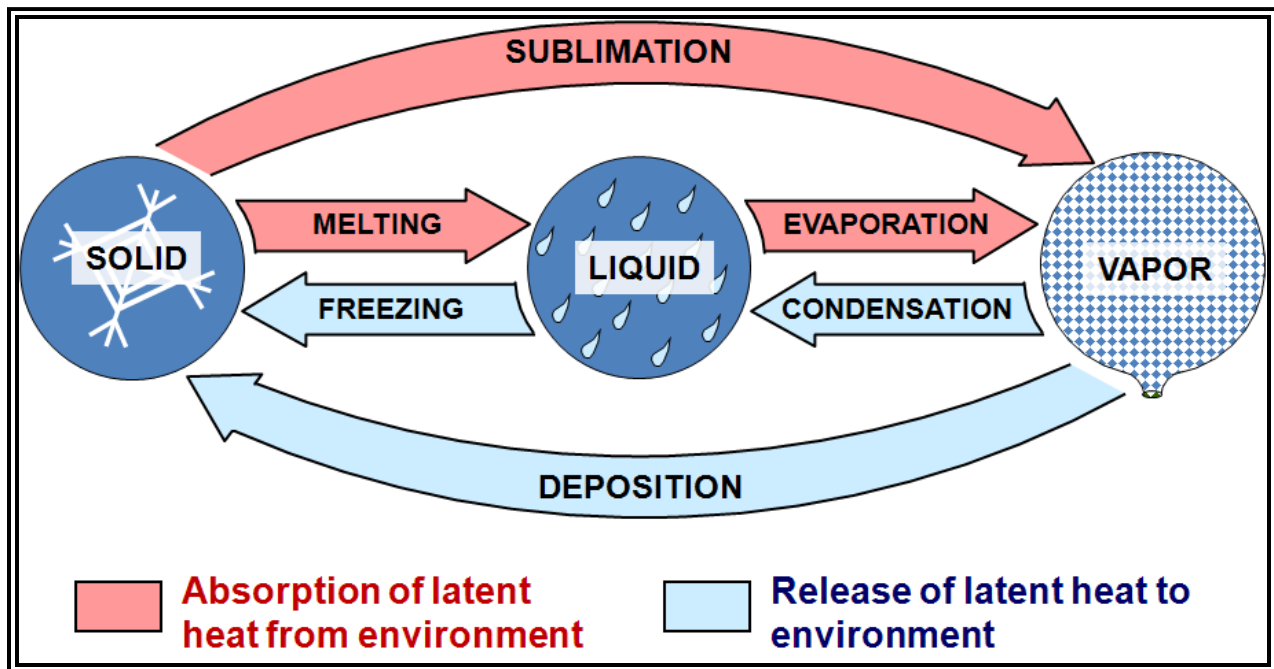 SUBLIMATION
MELTING
EVAPORATION
SOLID
LIQUID
VAPOR
FREEZING
CONDENSATION
DEPOSITION
Absorption of latent
heat from environment
Release of latent heat to
environment